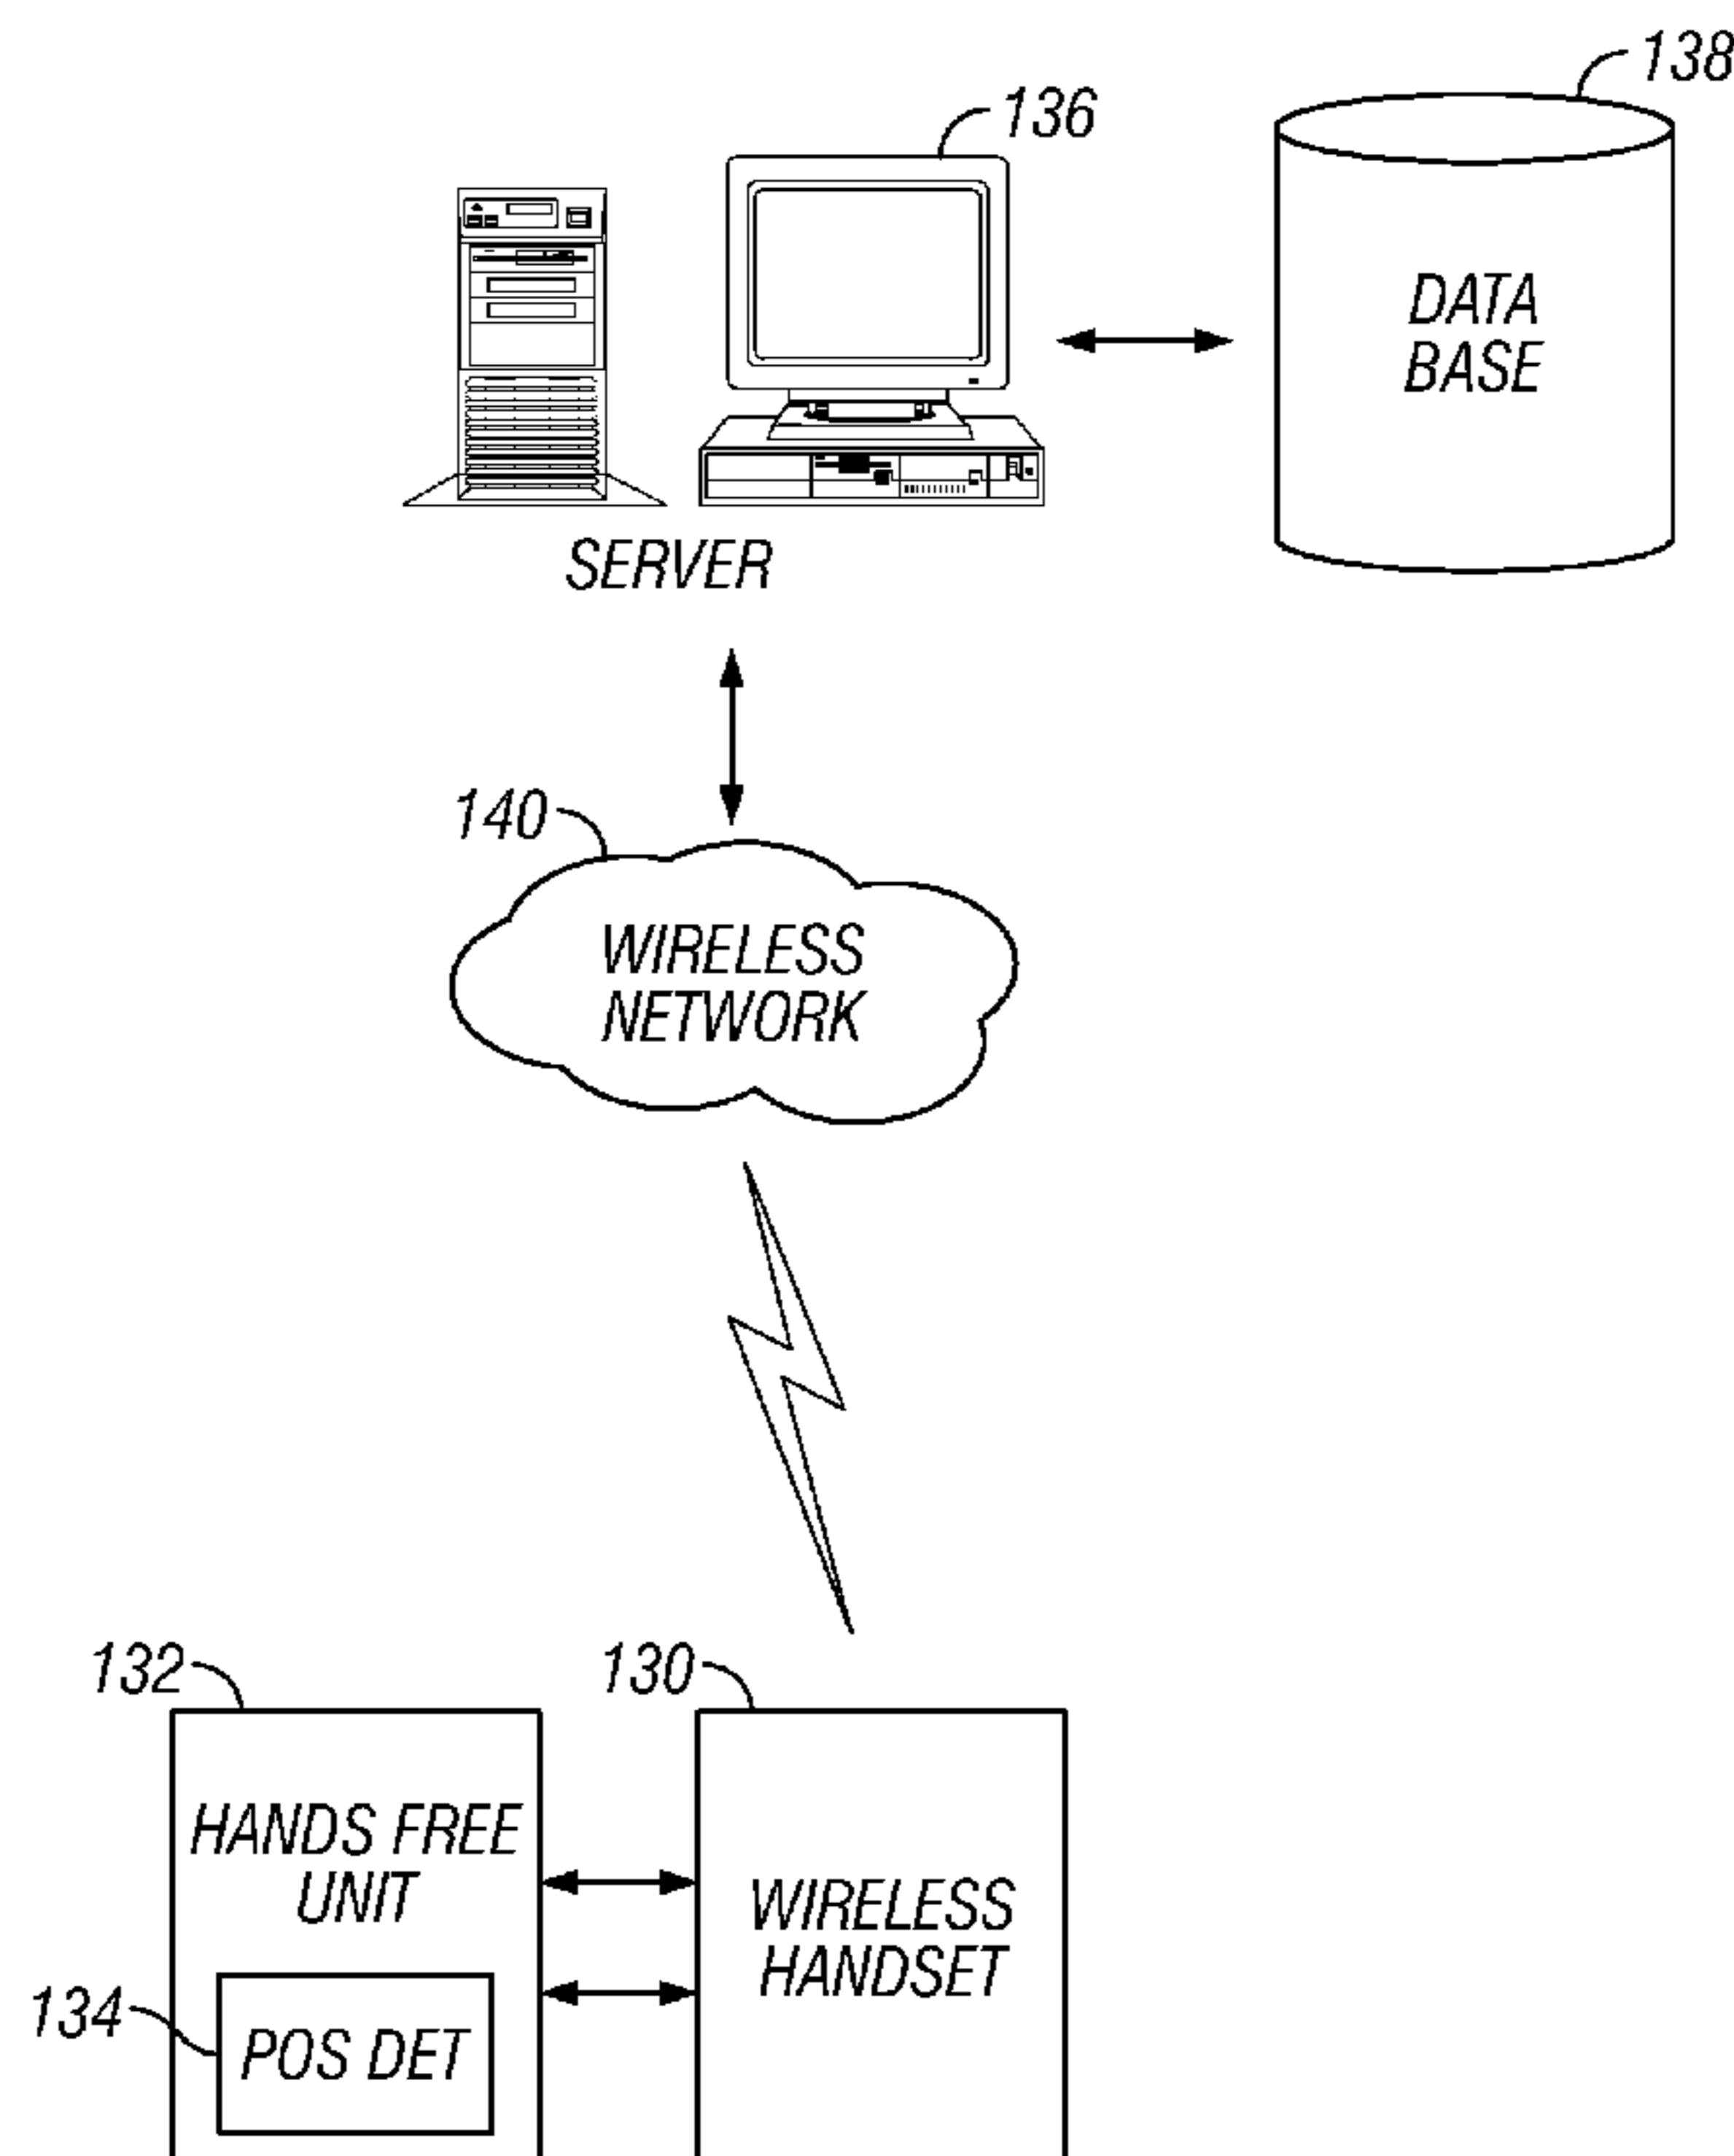 138
136
DATA
BASE
SERVER
140
WIRELESS
NETWORK
132
130
HANDS FREE
UNIT
WIRELESS
HANDSET
134
POS DET